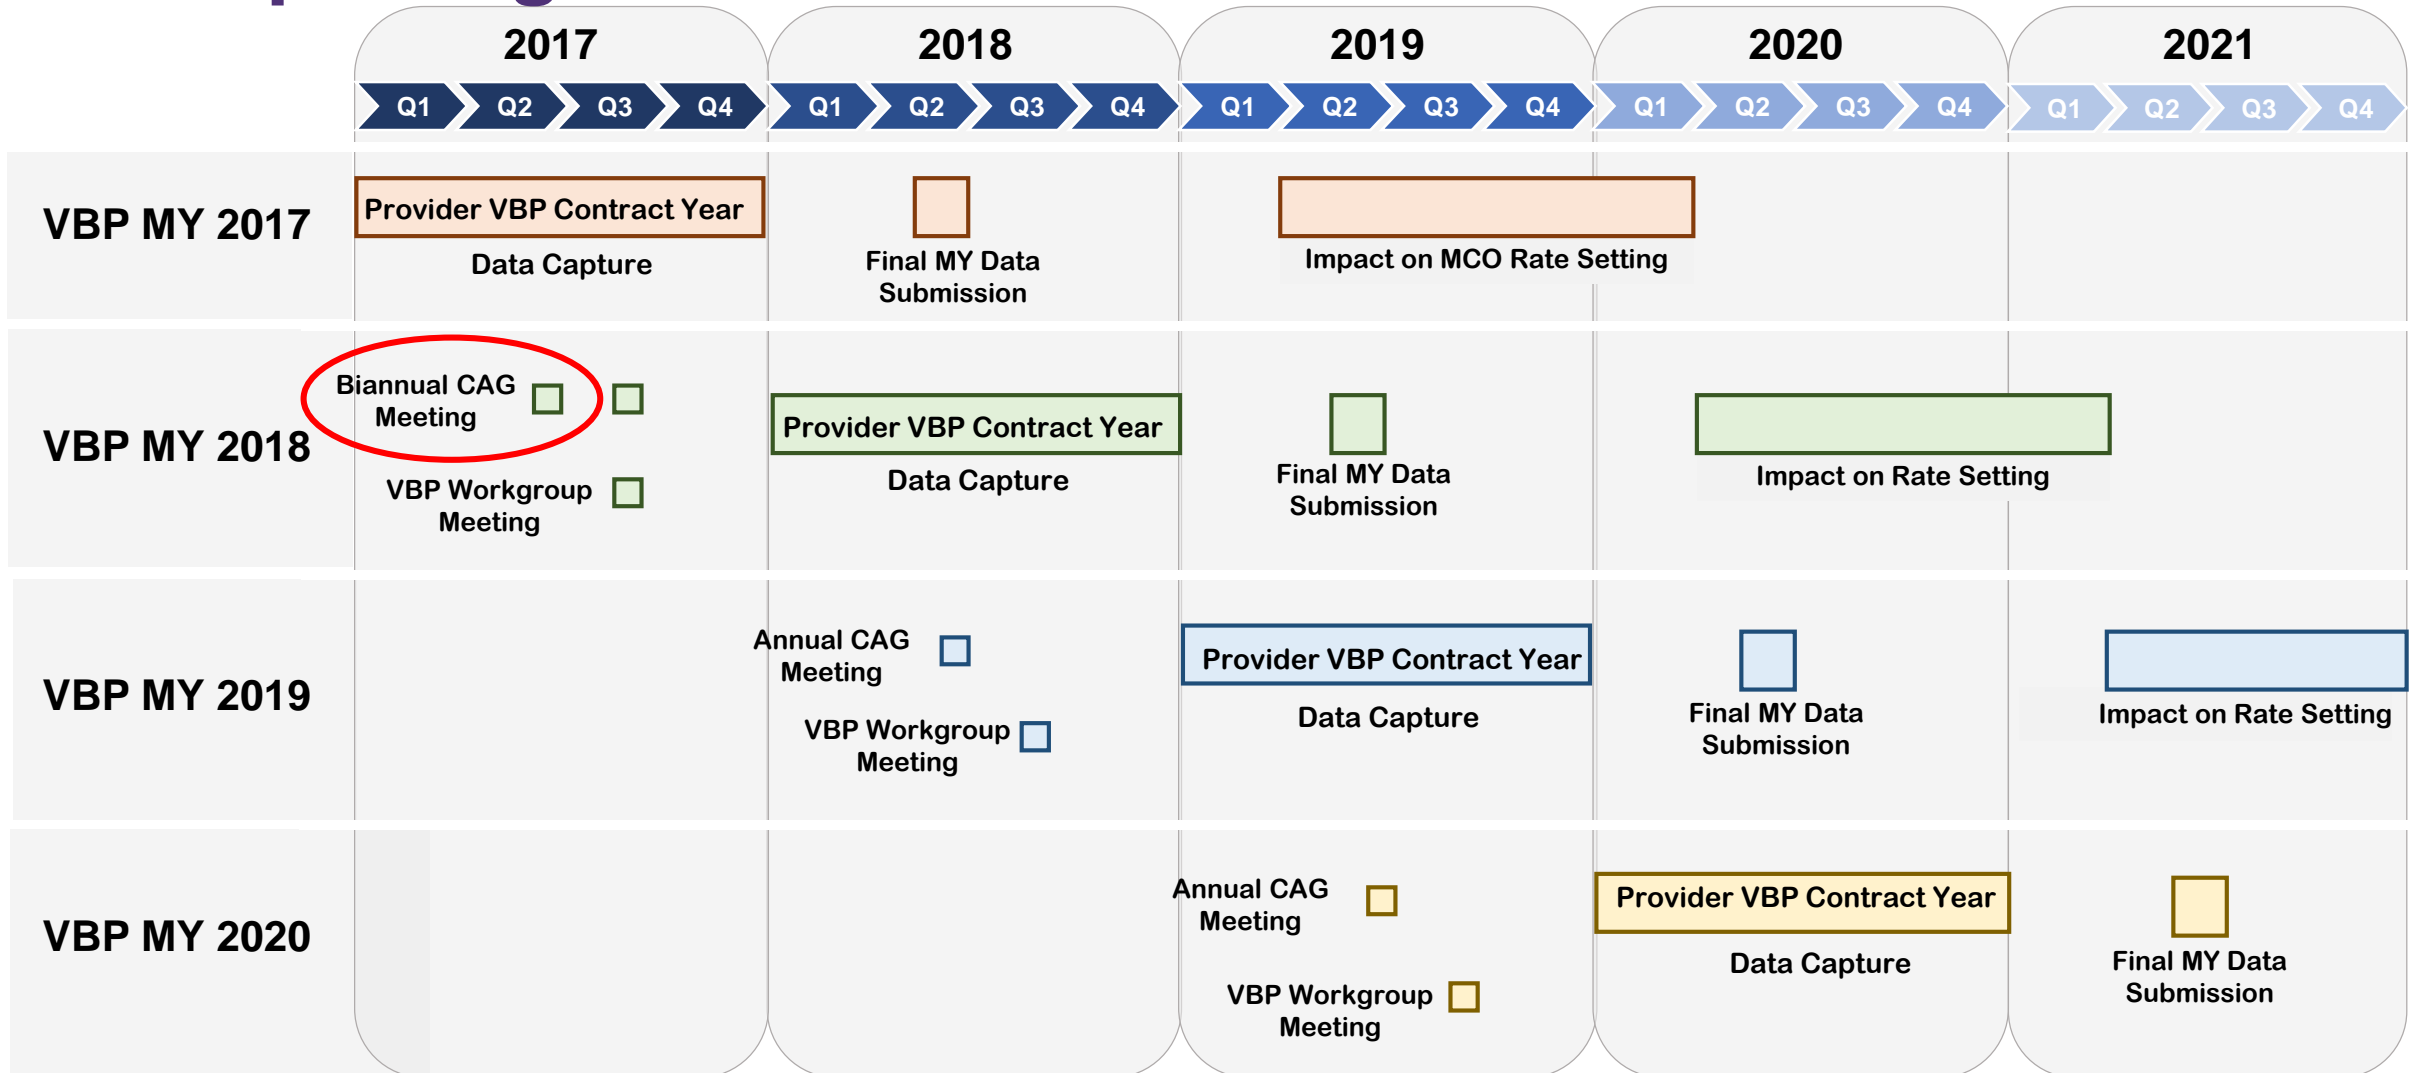 2017
2018
2019
2020
2021
Q1 Q2 Q3 Q4 Q1 Q2 Q3 Q4 Q1 Q2 Q3 Q4 Q1 Q2 Q3 Q4 Q1 Q2 Q3 Q4
VBP MY 2017
Provider VBP Contract Year
Data Capture
Final MY Data
Submission
Impact on MCO Rate Setting
VBP MY 2018
Biannual CAG
Meeting
VBP Workgroup
Meeting
Provider VBP Contract Year
Data Capture
Final MY Data
Submission
Impact on Rate Setting
VBP MY 2019
Annual CAG
Meeting
VBP Workgroup
Meeting
Provider VBP Contract Year
Data Capture
Final MY Data
Submission
Impact on Rate Setting
VBP MY 2020
Annual CAG
Meeting
VBP Workgroup
Meeting
Provider VBP Contract Year
Data Capture
Final MY Data
Submission